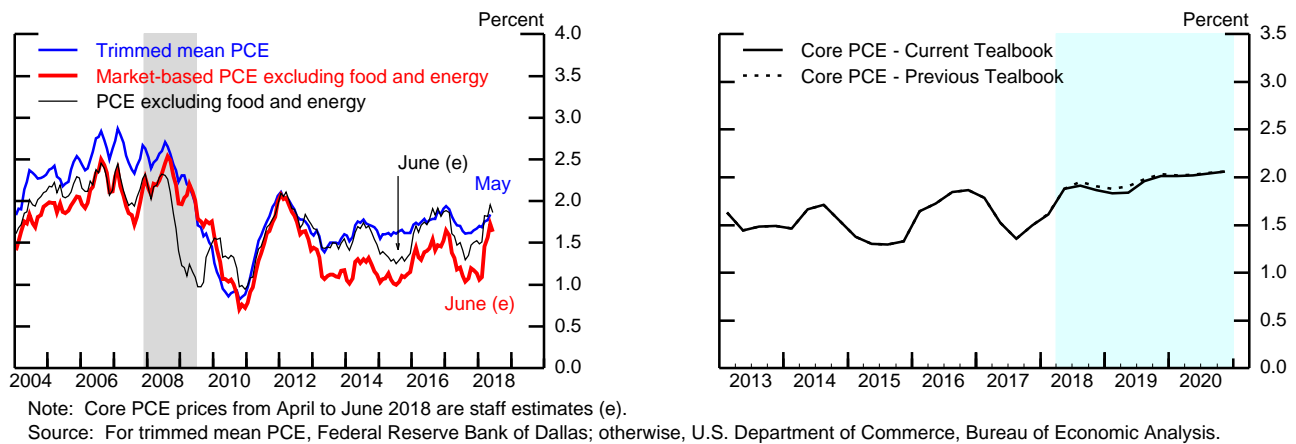 Percent
Trimmed mean PCE
Market-based PCE excluding food and energy
PCE excluding food and energy
June (e)
May
June (e)
4.0
3.5
3.0
2.5
2.0
1.5
1.0
0.5
0.0
2004 2006 2008 2010 2012 2014 2016 2018
Percent
Core PCE - Current Tealbook
Core PCE - Previous Tealbook
3.5
3.0
2.5
2.0
1.5
1.0
0.5
2013 2014 2015 2016 2017 2018 2019 2020
Note: Core PCE prices from April to June 2018 are staff estimates (e).
Source: For trimmed mean PCE, Federal Reserve Bank of Dallas; otherwise, U.S. Department of Commerce, Bureau of Economic Analysis.